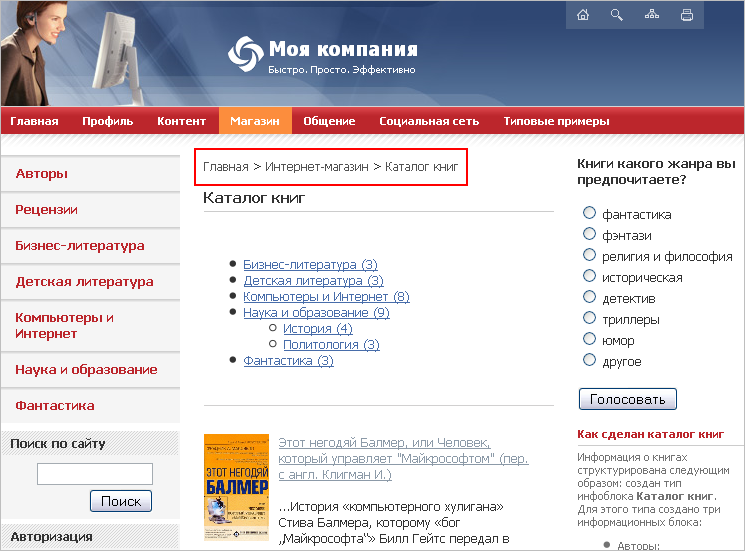 Моя компания
Быстро. Просто. Эффективно
Главная Профиль Контент Магазин Общение Социальная сеть Типовые примеры
Авторы
Рецензии
Бизнес-литература
Детская литература
Компьютеры и
Интернет
Наука и образование
Фантастика
Поиск по сайту
Поиск
Авторизация
Главная > Интернет-магазин > Каталог книг
Каталог книг
Бизнес-литература (3)
Детская литература (3)
Компьютеры и Интернет (8)
Наука и образование (9)
История (4)
Политология (3)
Фантастика (3)
ЭТОТ НЕГОДЯЙ
БАЛМЕР
Этот негодяй Балмер, или Человек,
который управляет "Майкрософтом" (пер.
с англ. Клигман И.)
...История «компьютерного хулигана»
Стива Балмера, которому «бог
„Майкрософта“» Билл Гейтс передал в
Книги какого жанра вы
предпочитаете?
фантастика
фэнтази
религия и философия
историческая
детектив
триллеры
юмор
другое
Голосовать
Как сделан каталог книг
Информация о книгах
структурирована следующим
образом: создан тип
инфоблока Каталог книг.
Для этого типа создано три
информационных блока:
Авторы: